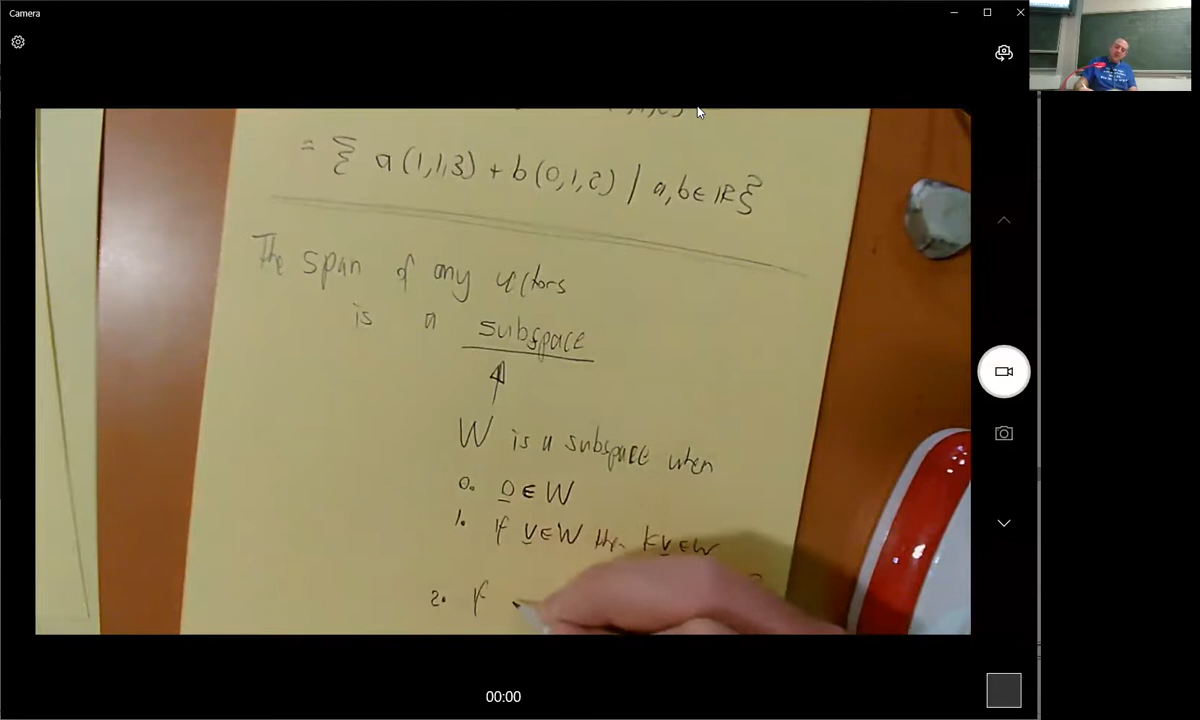 Camera
= { a(1,1,3) + b(0,1,2) | a,b ∈ ℝ}
The span of any vectors
is a subspace
W is a subspace when
0. 0 ∈ W
1. If v ∈ W then kv ∈ W
2. If
00:00